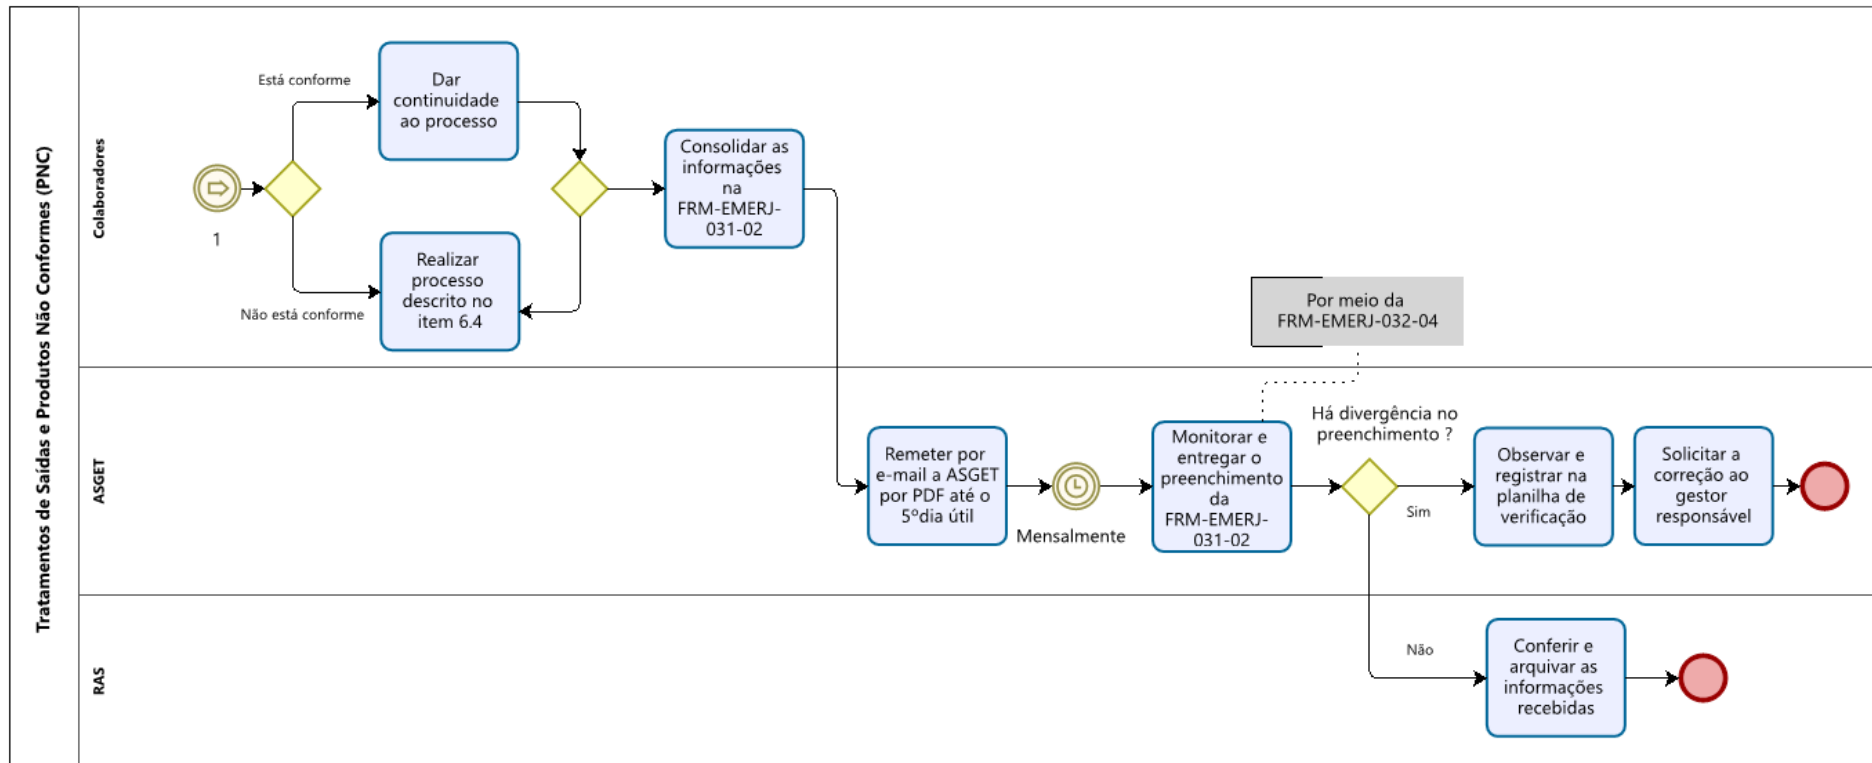 Tratamentos de Saídas e Produtos Não Conformes (PNC)
Colaboradores
1
Está conforme
Não está conforme
Dar
continuidade
ao processo
Realizar
processo
descrito no
item 6.4
Consolidar as
informações
na
FRM-EMERJ-
031-02
Por meio da
FRM-EMERJ-032-04
ASGET
Remeter por
e-mail a ASGET
por PDF até o
5ºdia útil
Mensalmente
Monitorar e
entregar o
preenchimento
da
FRM-EMERJ-
031-02
Há divergência no
preenchimento ?
Sim
Observar e
registrar na
planilha de
verificação
Solicitar a
correção ao
gestor
responsável
RAS
Não
Conferir e
arquivar as
informações
recebidas